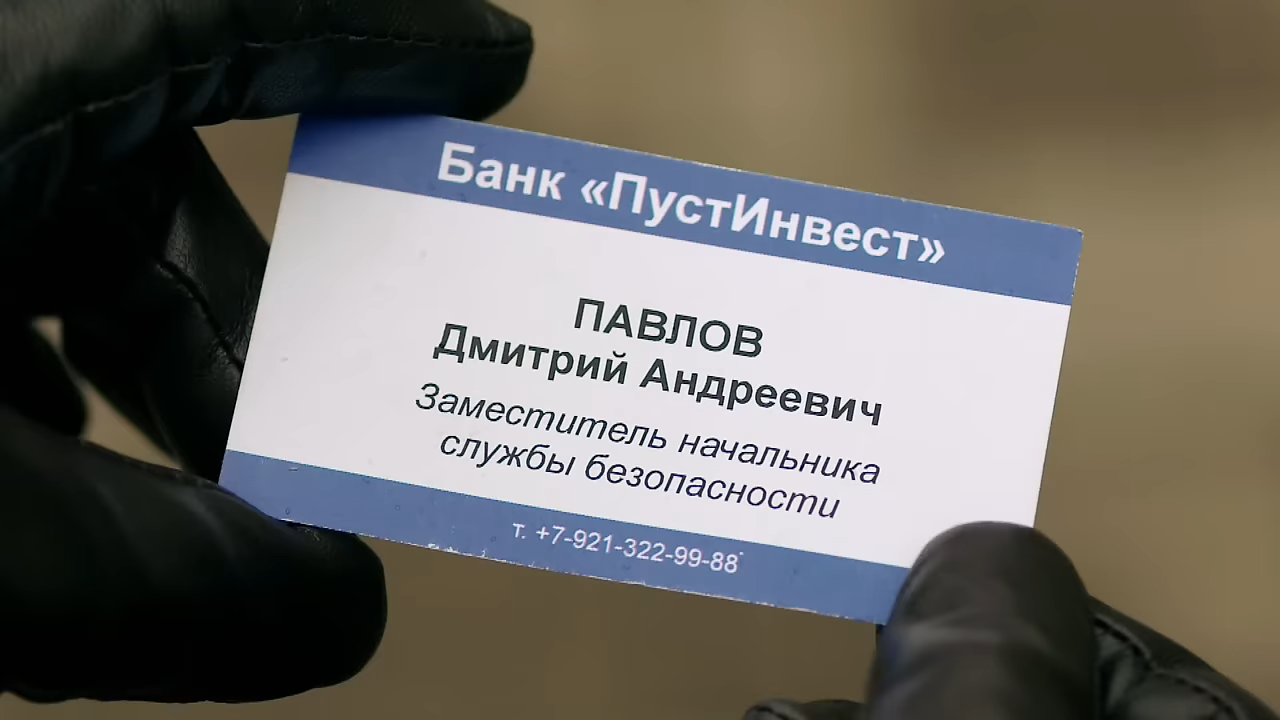 Банк «ПустИнвест»
ПАВЛОВ
Дмитрий Андреевич
Заместитель начальника
службы безопасности
т. +7-921-322-99-88